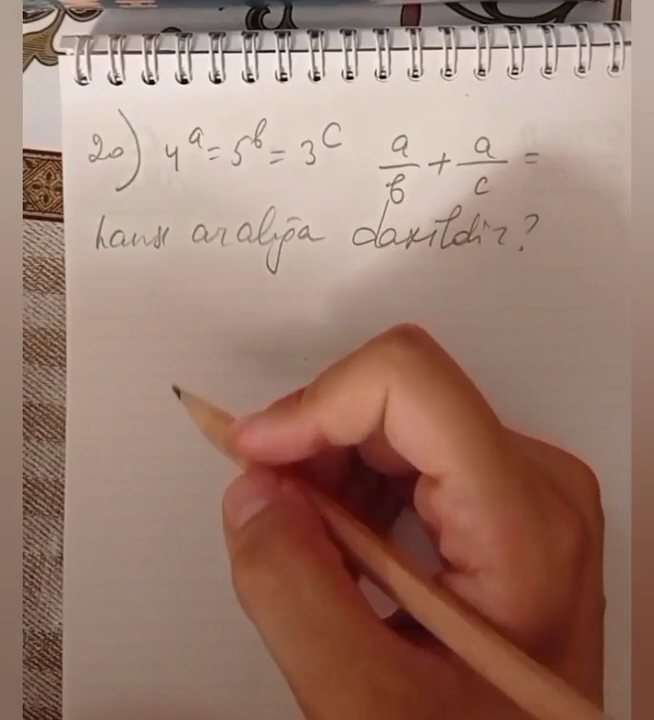 20) 4^a = 5^b = 3^c a/b + a/c =
hansı aralığa daxildir?